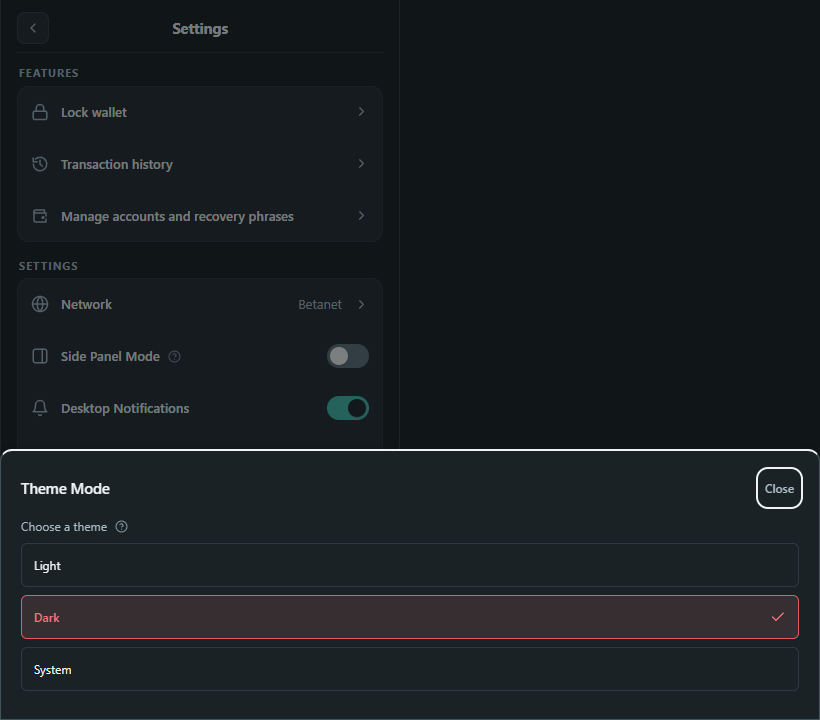 Settings
FEATURES
Lock wallet
Transaction history
Manage accounts and recovery phrases
SETTINGS
Network Betanet
Side Panel Mode
Desktop Notifications
Theme Mode
Close
Choose a theme
Light
Dark
System